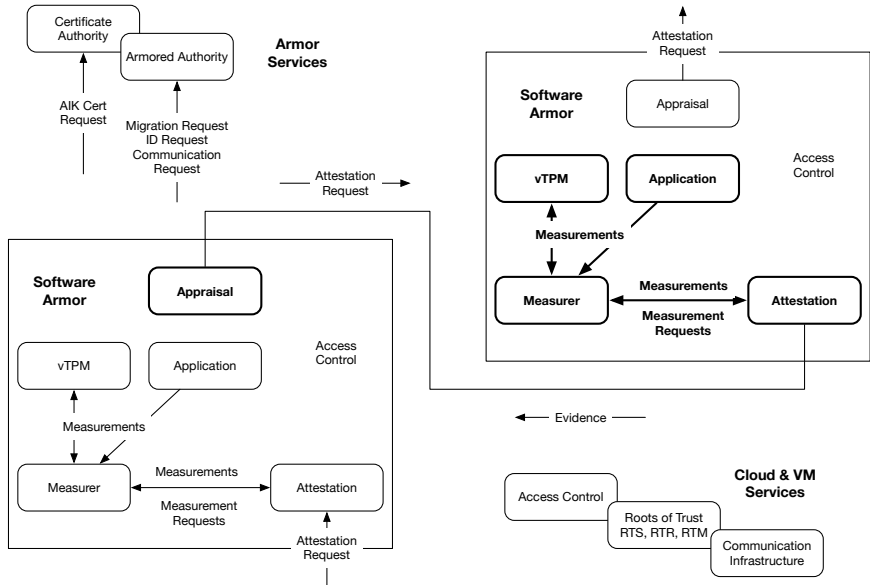 Certificate
Authority
Armored Authority
Armor
Services
AIK Cert
Request
Migration Request
ID Request
Communication
Request
Attestation
Request
Attestation
Request
Software
Armor
Appraisal
Access
Control
vTPM
Application
Measurements
Measurer
Measurements
Measurement
Requests
Attestation
Software
Armor
Appraisal
Access
Control
vTPM
Application
Measurements
Measurer
Measurements
Measurement
Requests
Attestation
Attestation
Request
Evidence
Cloud & VM
Services
Access Control
Roots of Trust
RTS, RTR, RTM
Communication
Infrastructure